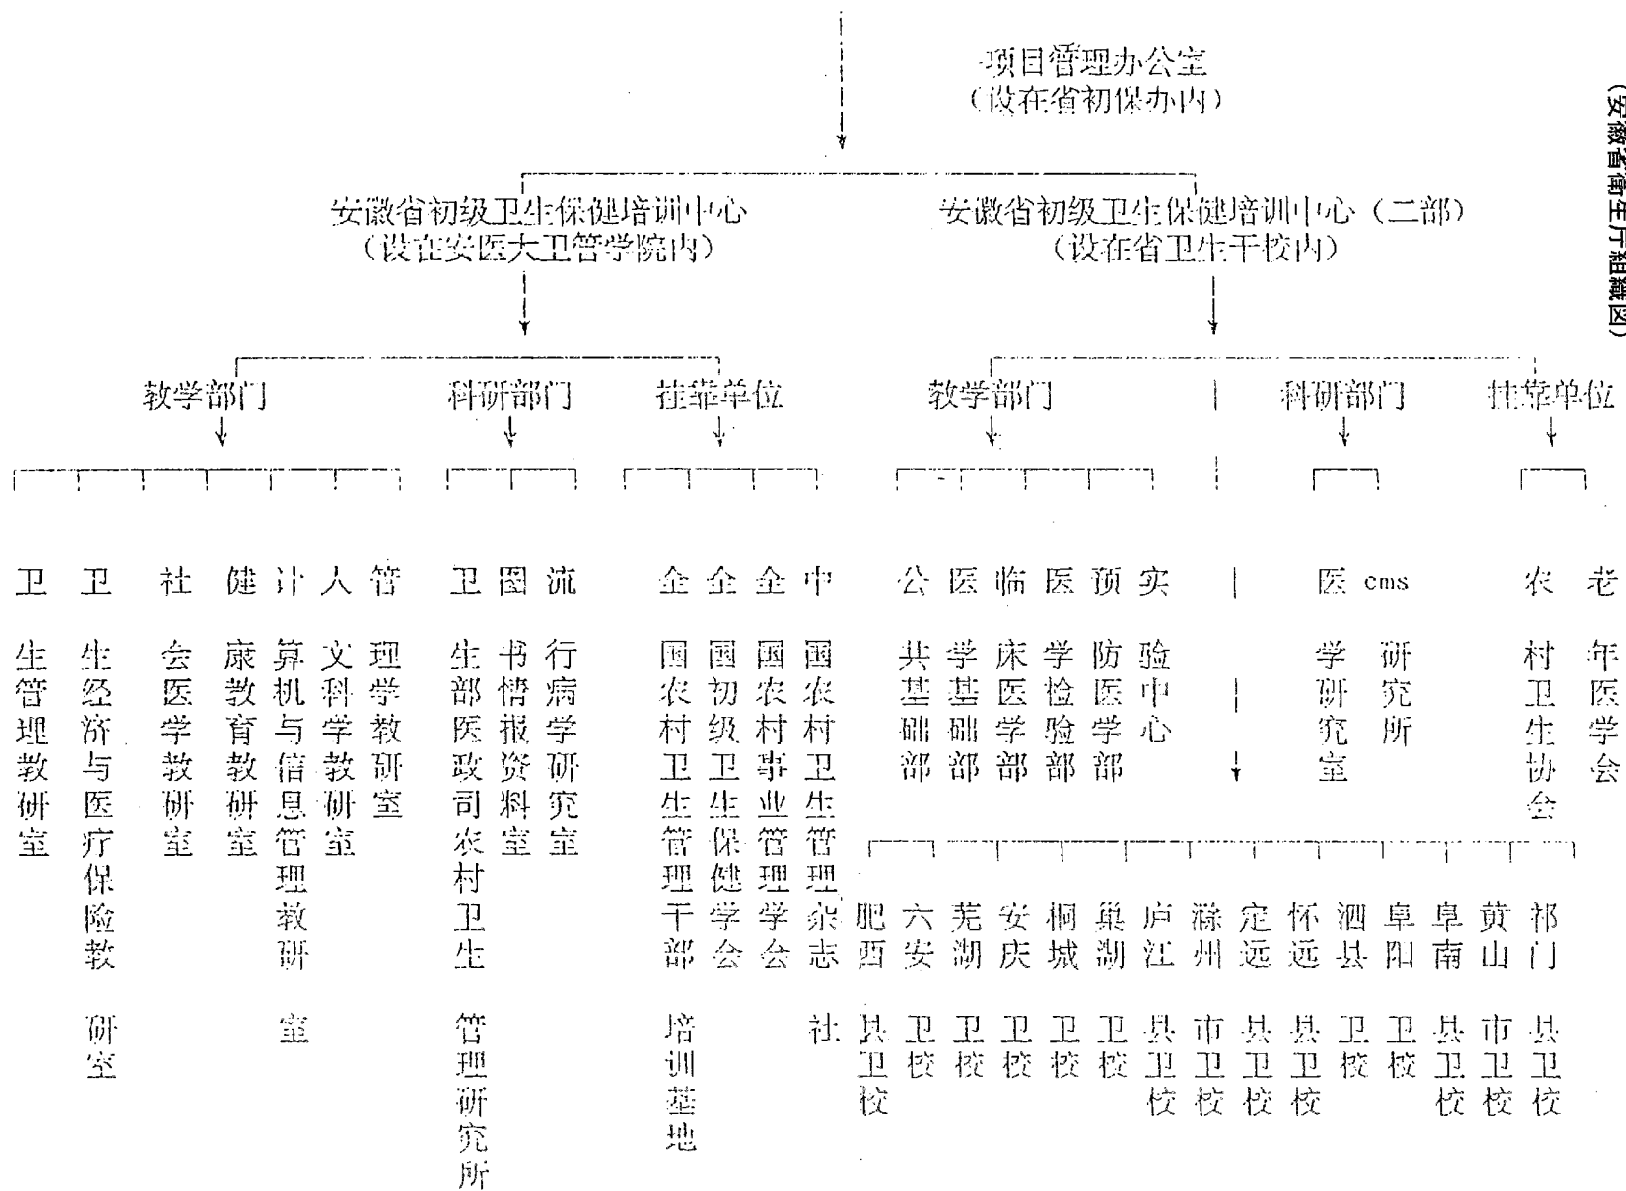 项目管理办公室
（设在省初保办内）
（安徽省衛生庁組織図）
安徽省初级卫生保健培训中心
（设在安医大卫管学院内）
安徽省初级卫生保健培训中心（二部）
（设在省卫生干校内）
教学部门
科研部门
挂靠单位
教学部门
科研部门
挂靠单位
卫生管理教研室
卫生经济与医疗保险教研室
社会医学教研室
健康教育教研室
计算机与信息管理教研室
人文科学教研室
管理学教研室
卫生部医政司农村卫生管理研究所
图书情报资料室
流行病学研究室
全国农村卫生管理干部培训基地
全国初级卫生保健学会
全国农村事业管理学会
中国农村卫生管理杂志社
公共基础部
医学基础部
临床医学部
医学检验部
预防医学部
实验中心
医学研究室
cms研究所
农村卫生协会
老年医学会
肥西县卫校
六安卫校
芜湖卫校
安庆卫校
桐城卫校
巢湖卫校
庐江县卫校
滁州市卫校
定远县卫校
怀远县卫校
泗县卫校
阜阳卫校
阜南县卫校
黄山市卫校
祁门县卫校